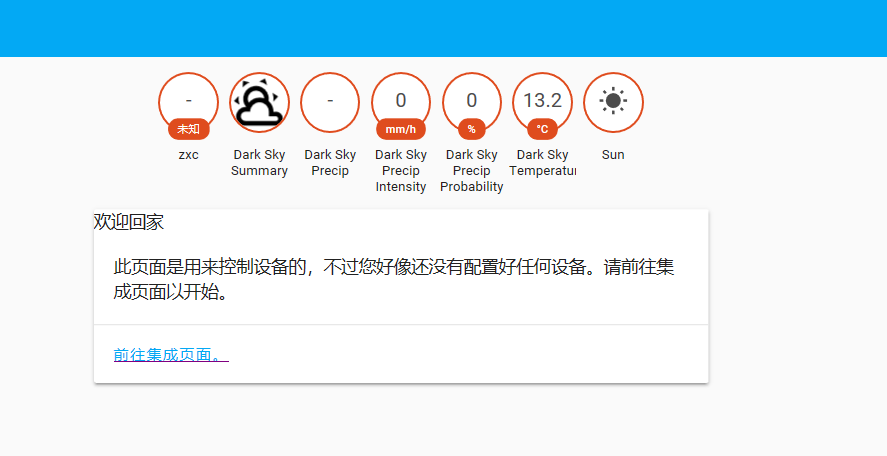 -
-
0
0
13.2
未知
mm/h
%
°C
zxc
Dark Sky
Summary
Dark Sky
Precip
Dark Sky
Precip
Intensity
Dark Sky
Precip
Probability
Dark Sky
Temperatu
Sun
欢迎回家
此页面是用来控制设备的，不过您好像还没有配置好任何设备。请前往集
成页面以开始。
前往集成页面。